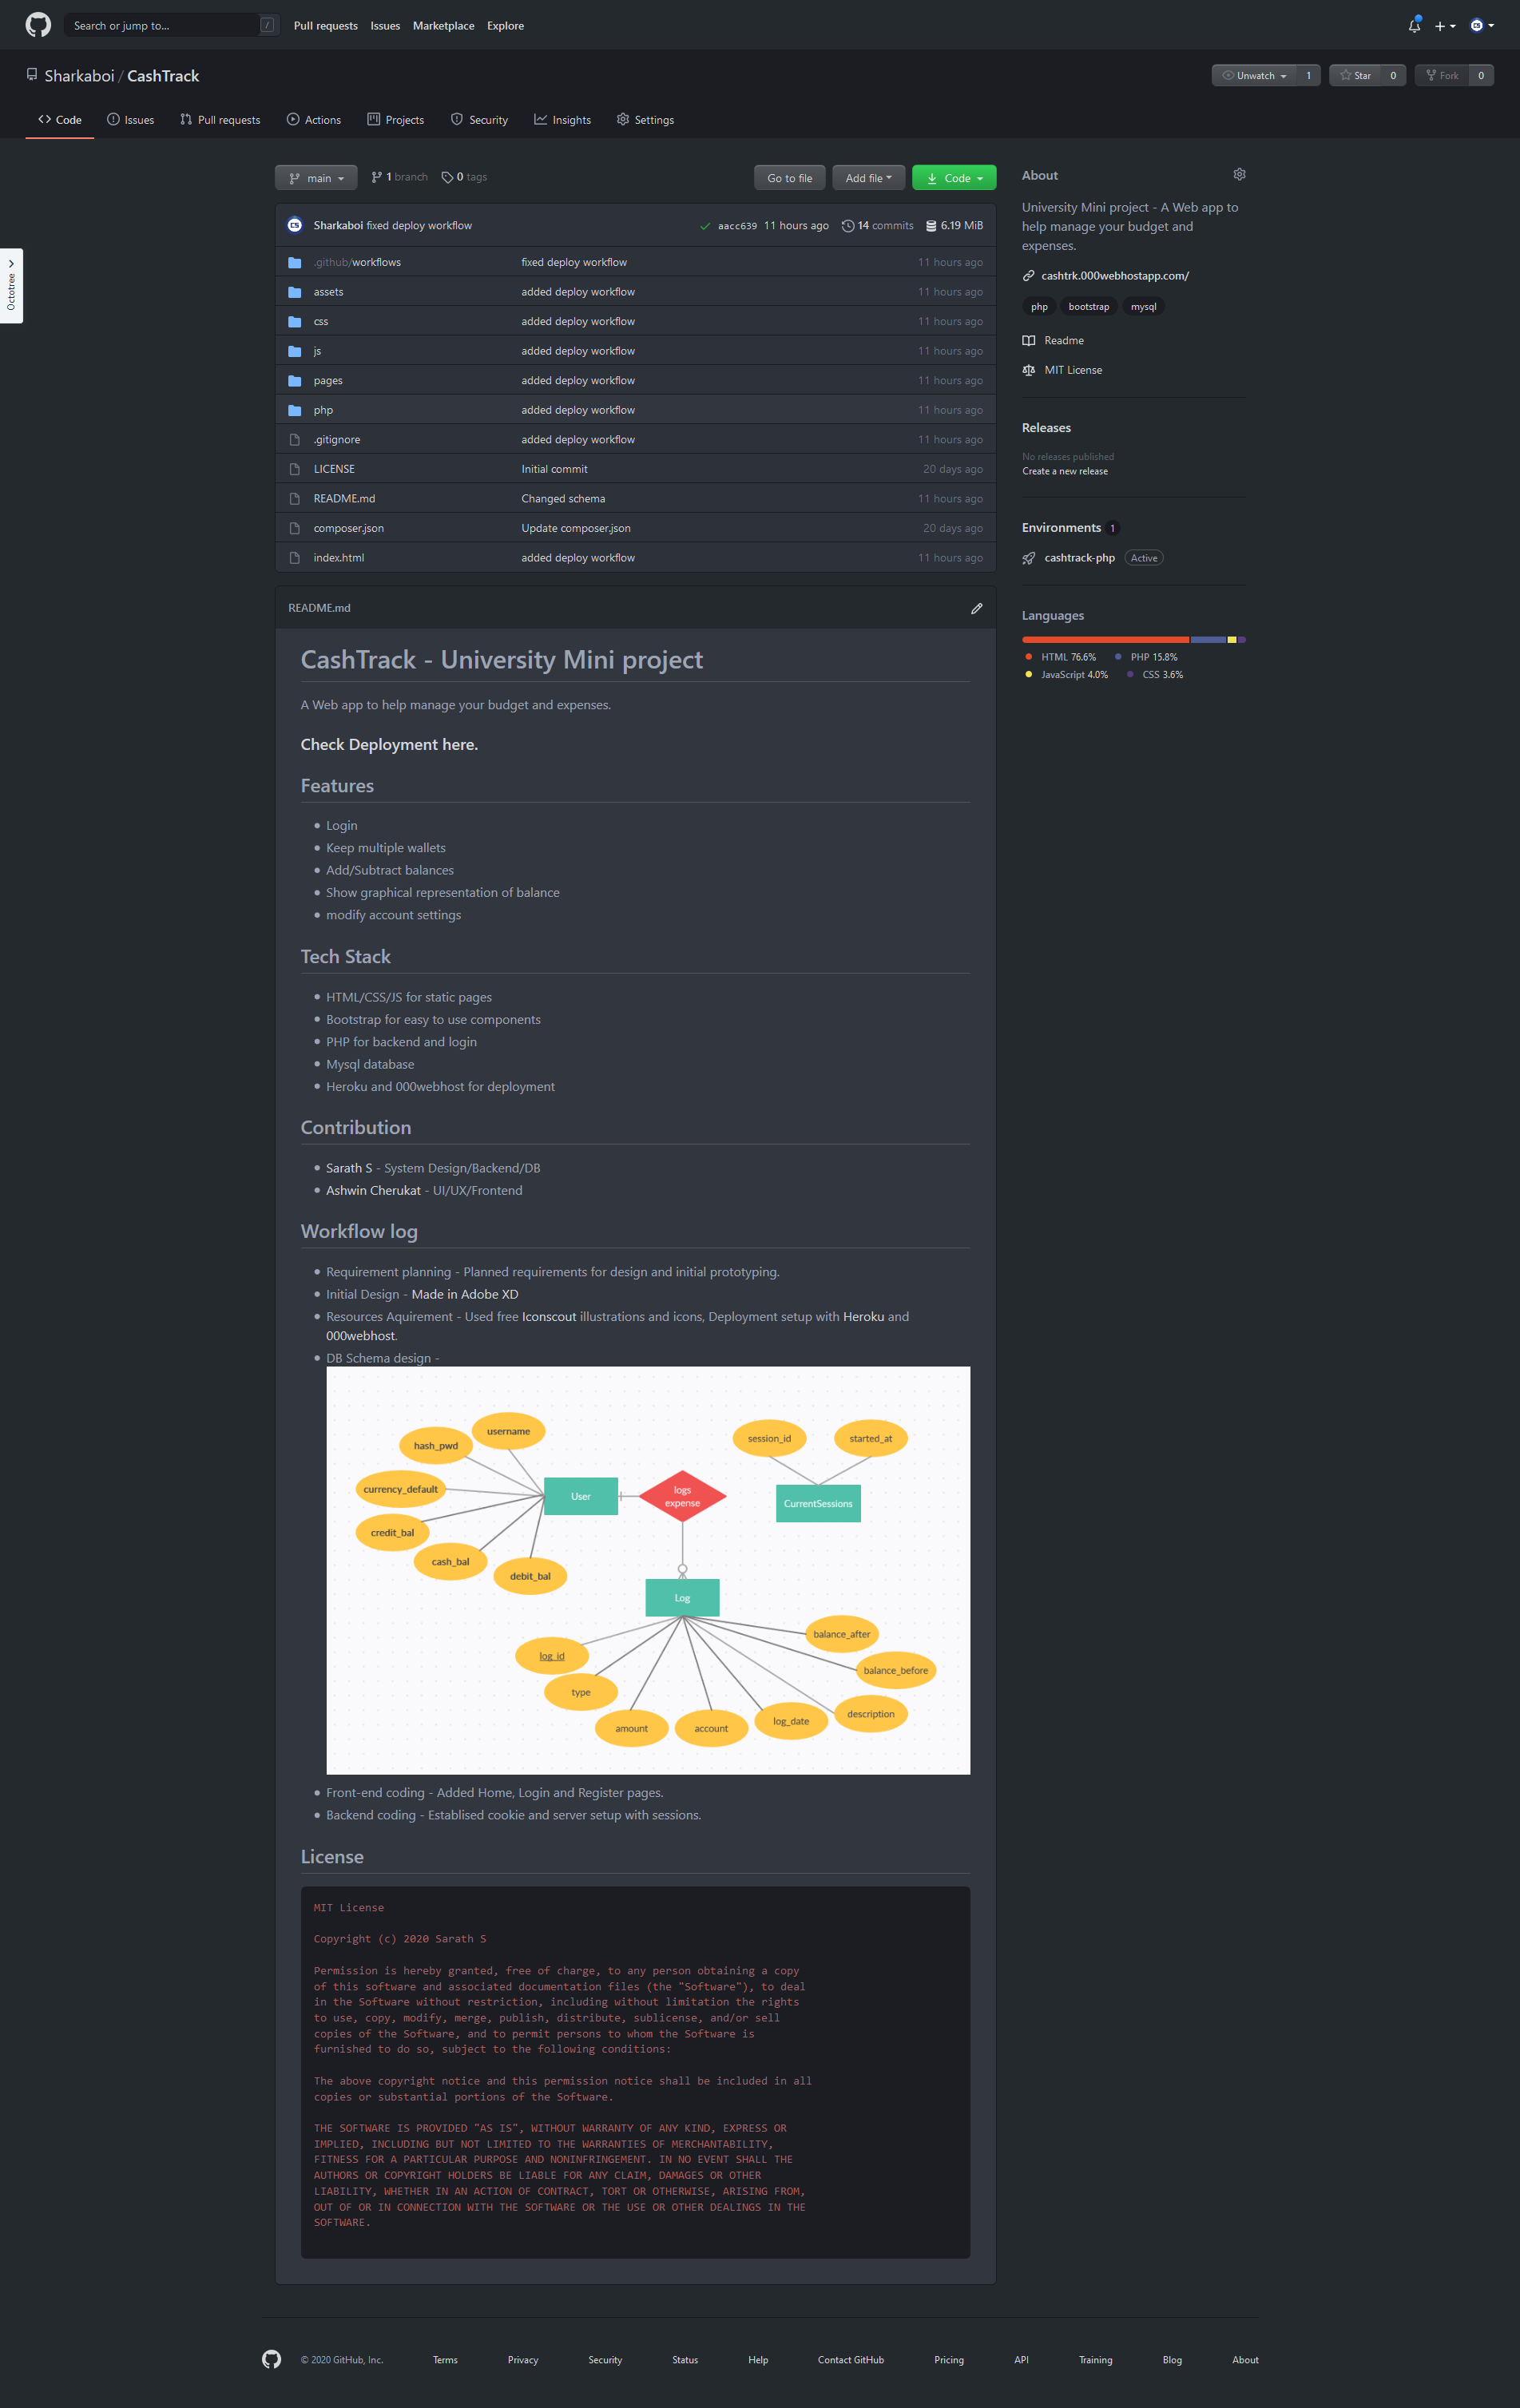 Search or jump to... /
Pull requests Issues Marketplace Explore
Sharkaboi / CashTrack
Unwatch 1 Star 0 Fork 0
Code Issues Pull requests Actions Projects Security Insights Settings
Octotree
main 1 branch 0 tags Go to file Add file Code
Sharkaboi fixed deploy workflow aacc639 11 hours ago 14 commits 6.19 MiB
.github/workflows fixed deploy workflow 11 hours ago
assets added deploy workflow 11 hours ago
css added deploy workflow 11 hours ago
js added deploy workflow 11 hours ago
pages added deploy workflow 11 hours ago
php added deploy workflow 11 hours ago
.gitignore added deploy workflow 11 hours ago
LICENSE Initial commit 20 days ago
README.md Changed schema 11 hours ago
composer.json Update composer.json 20 days ago
index.html added deploy workflow 11 hours ago
About
University Mini project - A Web app to
help manage your budget and
expenses.
cashtrk.000webhostapp.com/
php bootstrap mysql
Readme
MIT License
Releases
No releases published
Create a new release
Environments 1
cashtrack-php Active
Languages
HTML 76.6% PHP 15.8%
JavaScript 4.0% CSS 3.6%
README.md
CashTrack - University Mini project
A Web app to help manage your budget and expenses.
Check Deployment here.
Features
Login
Keep multiple wallets
Add/Subtract balances
Show graphical representation of balance
modify account settings
Tech Stack
HTML/CSS/JS for static pages
Bootstrap for easy to use components
PHP for backend and login
Mysql database
Heroku and 000webhost for deployment
Contribution
Sarath S - System Design/Backend/DB
Ashwin Cherukat - UI/UX/Frontend
Workflow log
Requirement planning - Planned requirements for design and initial prototyping.
Initial Design - Made in Adobe XD
Resources Aquirement - Used free Iconscout illustrations and icons, Deployment setup with Heroku and
000webhost.
DB Schema design -
username
hash_pwd
currency_default
credit_bal
cash_bal
debit_bal
User
logs
expense
session_id
started_at
CurrentSessions
Log
log_id
type
amount
account
log_date
description
balance_before
balance_after
Front-end coding - Added Home, Login and Register pages.
Backend coding - Establised cookie and server setup with sessions.
License
MIT License
Copyright (c) 2020 Sarath S
Permission is hereby granted, free of charge, to any person obtaining a copy
of this software and associated documentation files (the "Software"), to deal
in the Software without restriction, including without limitation the rights
to use, copy, modify, merge, publish, distribute, sublicense, and/or sell
copies of the Software, and to permit persons to whom the Software is
furnished to do so, subject to the following conditions:
The above copyright notice and this permission notice shall be included in all
copies or substantial portions of the Software.
THE SOFTWARE IS PROVIDED "AS IS", WITHOUT WARRANTY OF ANY KIND, EXPRESS OR
IMPLIED, INCLUDING BUT NOT LIMITED TO THE WARRANTIES OF MERCHANTABILITY,
FITNESS FOR A PARTICULAR PURPOSE AND NONINFRINGEMENT. IN NO EVENT SHALL THE
AUTHORS OR COPYRIGHT HOLDERS BE LIABLE FOR ANY CLAIM, DAMAGES OR OTHER
LIABILITY, WHETHER IN AN ACTION OF CONTRACT, TORT OR OTHERWISE, ARISING FROM,
OUT OF OR IN CONNECTION WITH THE SOFTWARE OR THE USE OR OTHER DEALINGS IN THE
SOFTWARE.
© 2020 GitHub, Inc. Terms Privacy Security Status Help Contact GitHub Pricing API Training Blog About